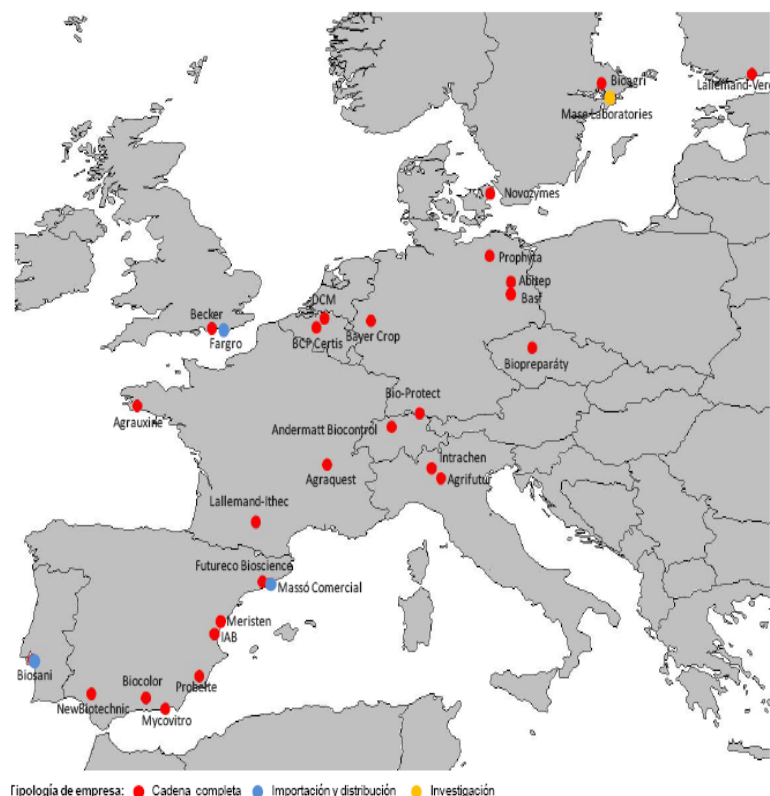 Bioagri
Lallemand-Vere
Mase Laboratories
Novozymes
Prophyta
Abitep
Basf
DCM
Becker
Fargro
BCP Certis
Bayer Crop
Biopreparáty
Bio-Protect
Agrauxine
Andermatt Biocontrol
Intrachen
Agraquest
Agrifutur
Lallemand-Ithec
Futureco Bioscience
Massó Comercial
Meristen
IAB
Biosani
Probelte
Biocolor
NewBiotechnic
Mycovitro
Tipología de empresa: Cadena completa Importación y distribución Investigación